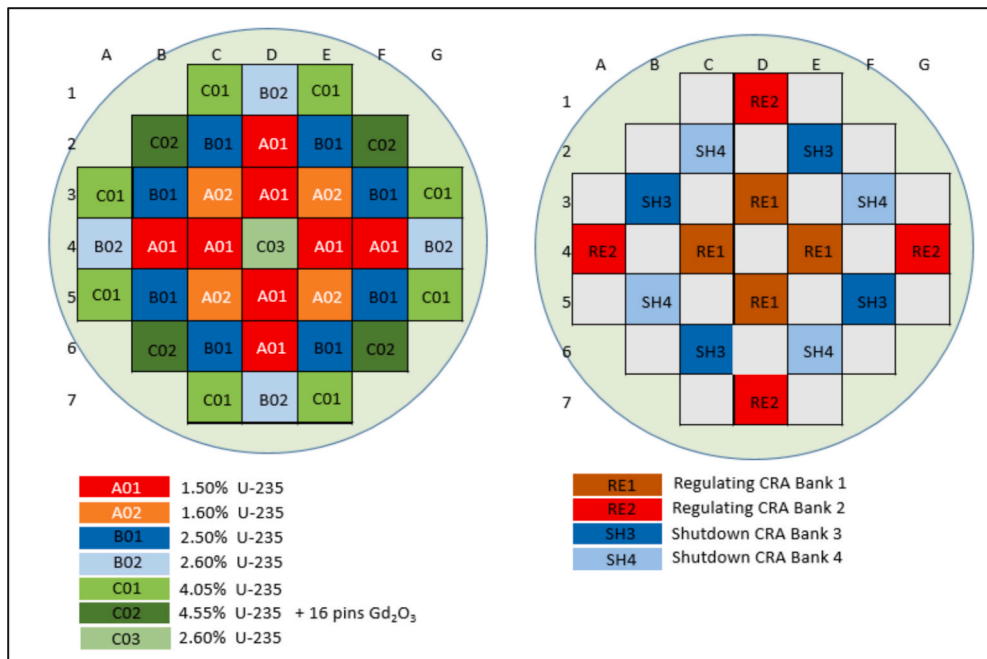 A B C D E F G
1 C01 B02 C01
2 C02 B01 A01 B01 C02
3 C01 B01 A02 A01 A02 B01 C01
4 B02 A01 A01 C03 A01 A01 B02
5 C01 B01 A02 A01 A02 B01 C01
6 C02 B01 A01 B01 C02
7 C01 B02 C01
A01 1.50% U-235
A02 1.60% U-235
B01 2.50% U-235
B02 2.60% U-235
C01 4.05% U-235
C02 4.55% U-235 + 16 pins Gd₂O₃
C03 2.60% U-235
A B C D E F G
1 RE2
2 SH4 SH3
3 SH3 RE1 SH4
4 RE2 RE1 RE1 RE2
5 SH4 RE1 SH3
6 SH3 SH4
7 RE2
RE1 Regulating CRA Bank 1
RE2 Regulating CRA Bank 2
SH3 Shutdown CRA Bank 3
SH4 Shutdown CRA Bank 4